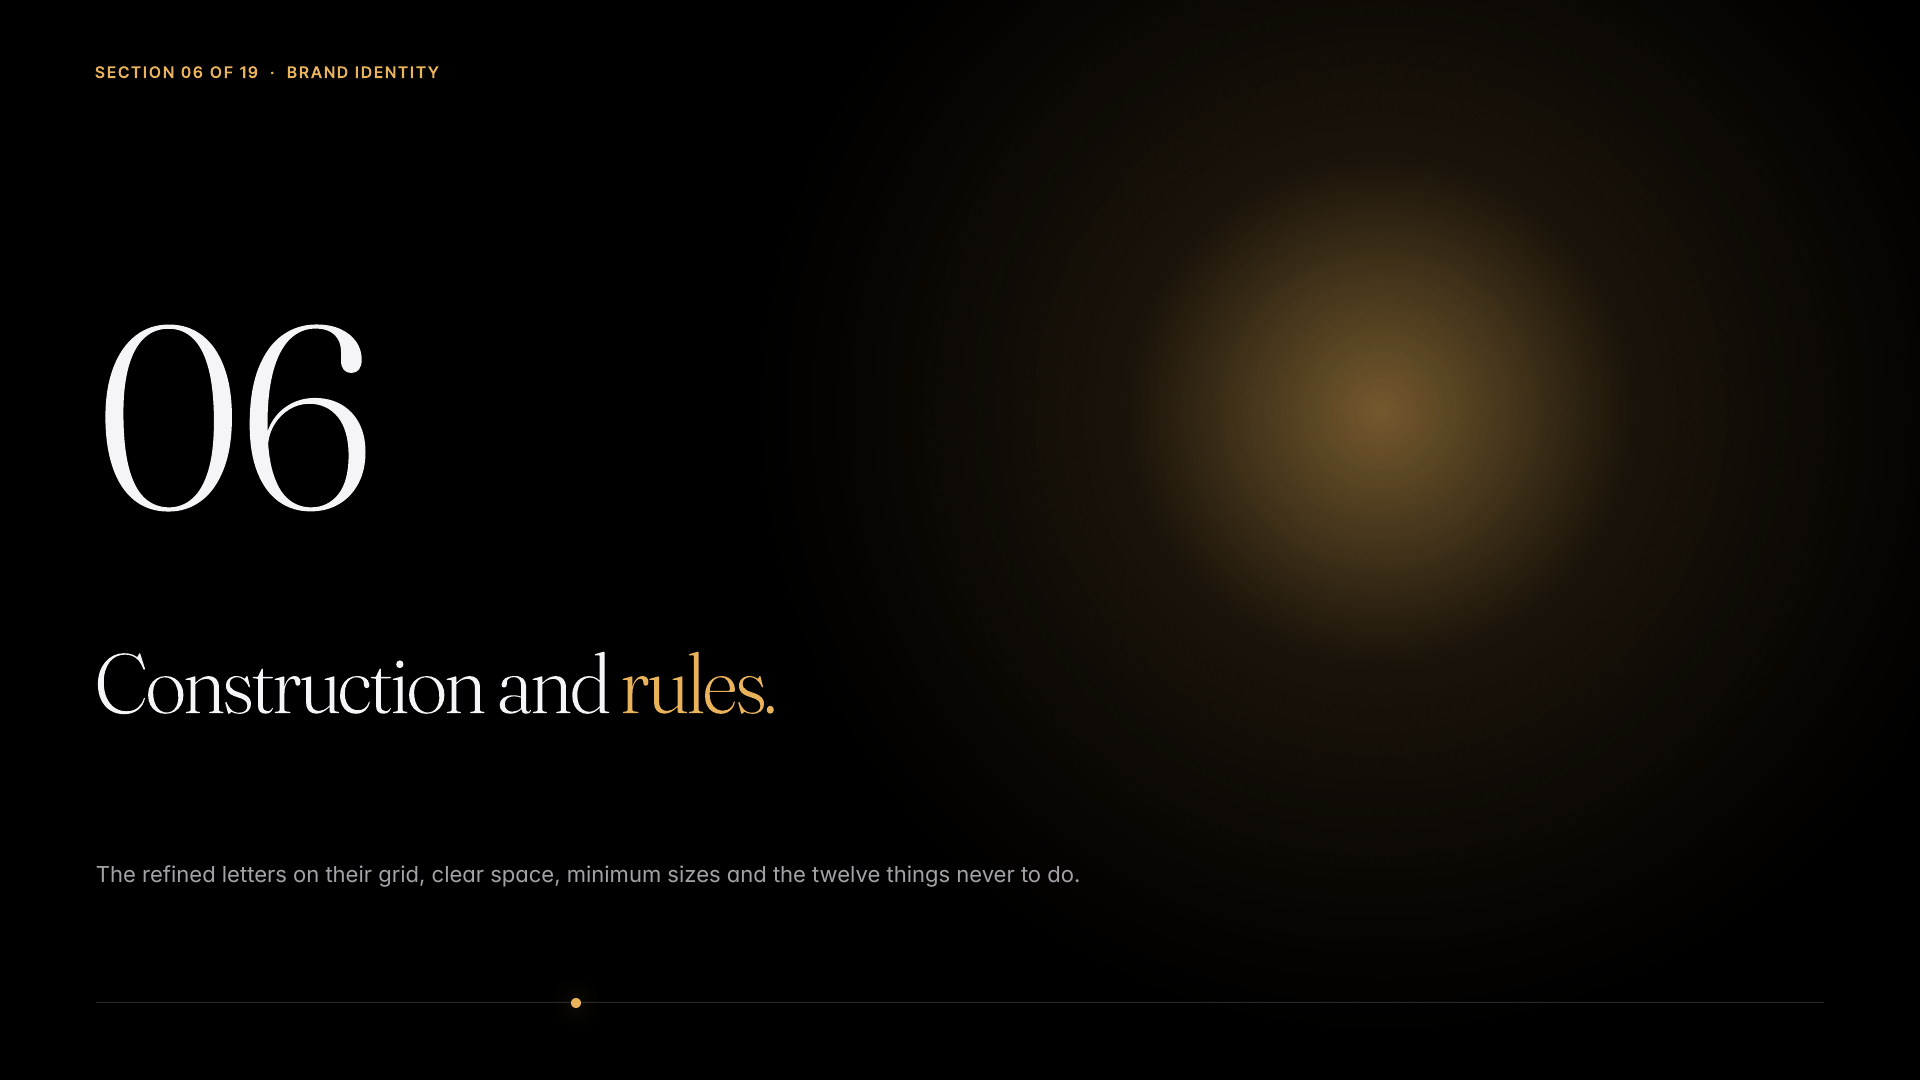 SECTION 06 OF 19 · BRAND IDENTITY
06
Construction and rules.
The refined letters on their grid, clear space, minimum sizes and the twelve things never to do.